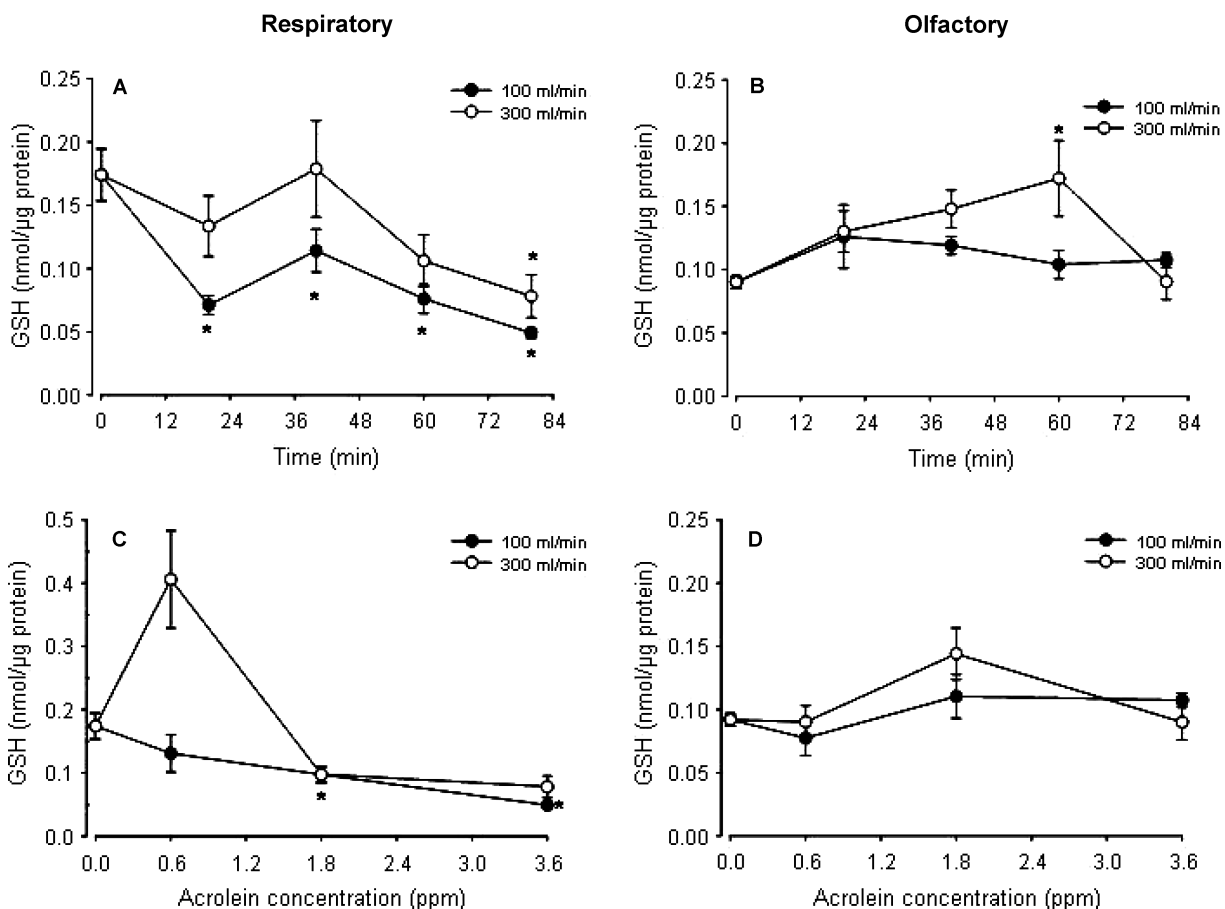 Respiratory
Olfactory
A
100 ml/min
300 ml/min
GSH (nmol/µg protein)
0.25
0.20
0.15
0.10
0.05
0.00
*
*
*
*
*
0 12 24 36 48 60 72 84
Time (min)
B
100 ml/min
300 ml/min
GSH (nmol/µg protein)
0.25
0.20
0.15
0.10
0.05
0.00
*
0 12 24 36 48 60 72 84
Time (min)
C
100 ml/min
300 ml/min
GSH (nmol/µg protein)
0.5
0.4
0.3
0.2
0.1
0.0
*
*
0.0 0.6 1.2 1.8 2.4 3.0 3.6
Acrolein concentration (ppm)
D
100 ml/min
300 ml/min
GSH (nmol/µg protein)
0.25
0.20
0.15
0.10
0.05
0.00
0.0 0.6 1.2 1.8 2.4 3.0 3.6
Acrolein concentration (ppm)